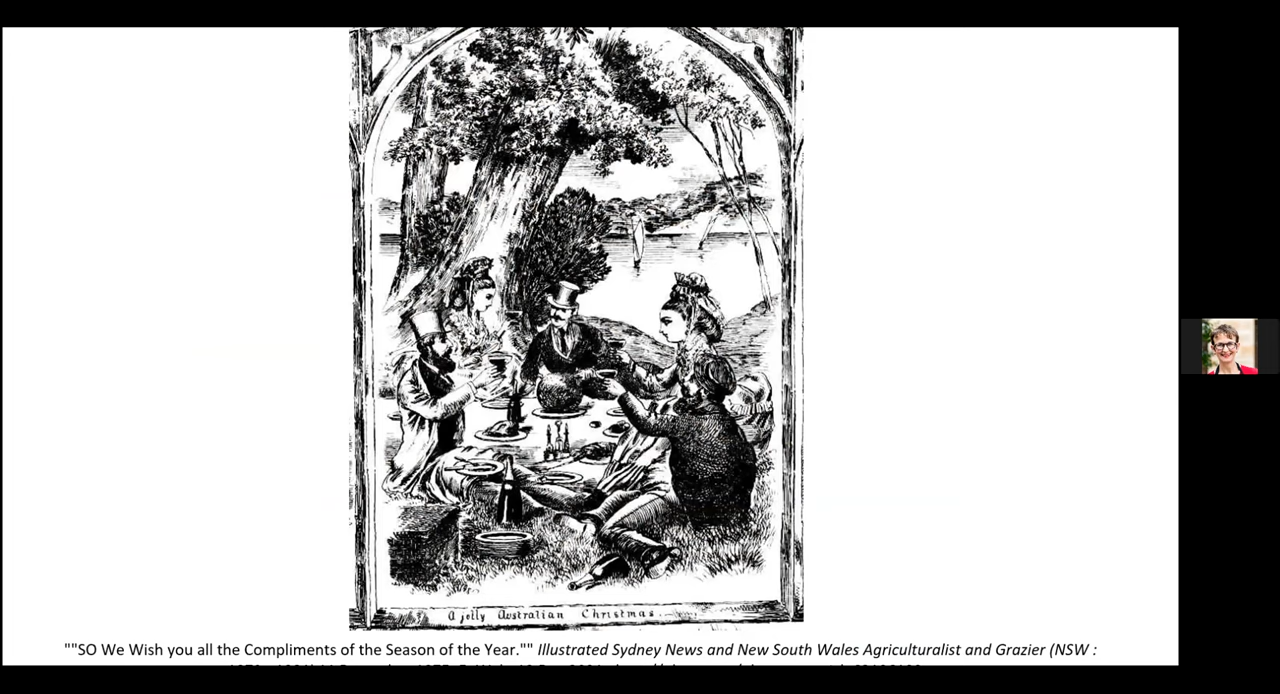 A jolly Australian Christmas
""SO We Wish you all the Compliments of the Season of the Year."" Illustrated Sydney News and New South Wales Agriculturalist and Grazier (NSW :